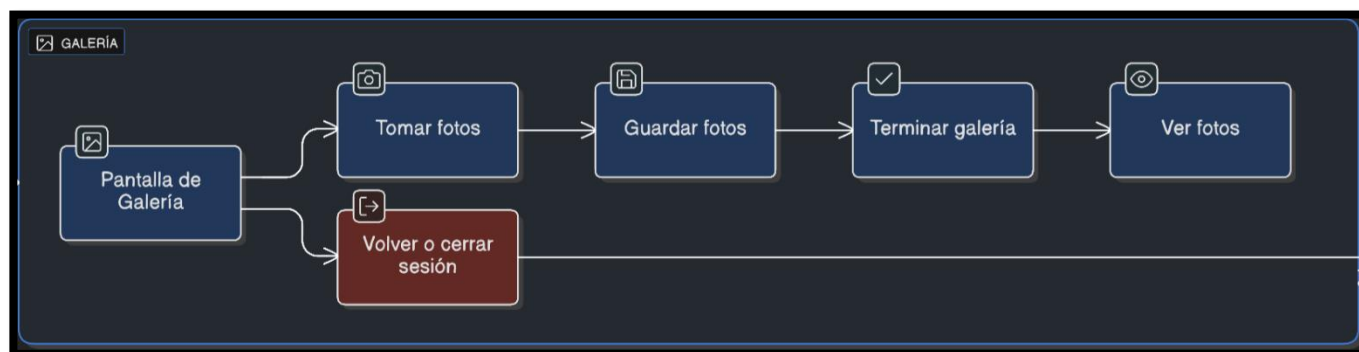 GALERÍA
Tomar fotos
Guardar fotos
Terminar galería
Ver fotos
Pantalla de
Galería
Volver o cerrar
sesión